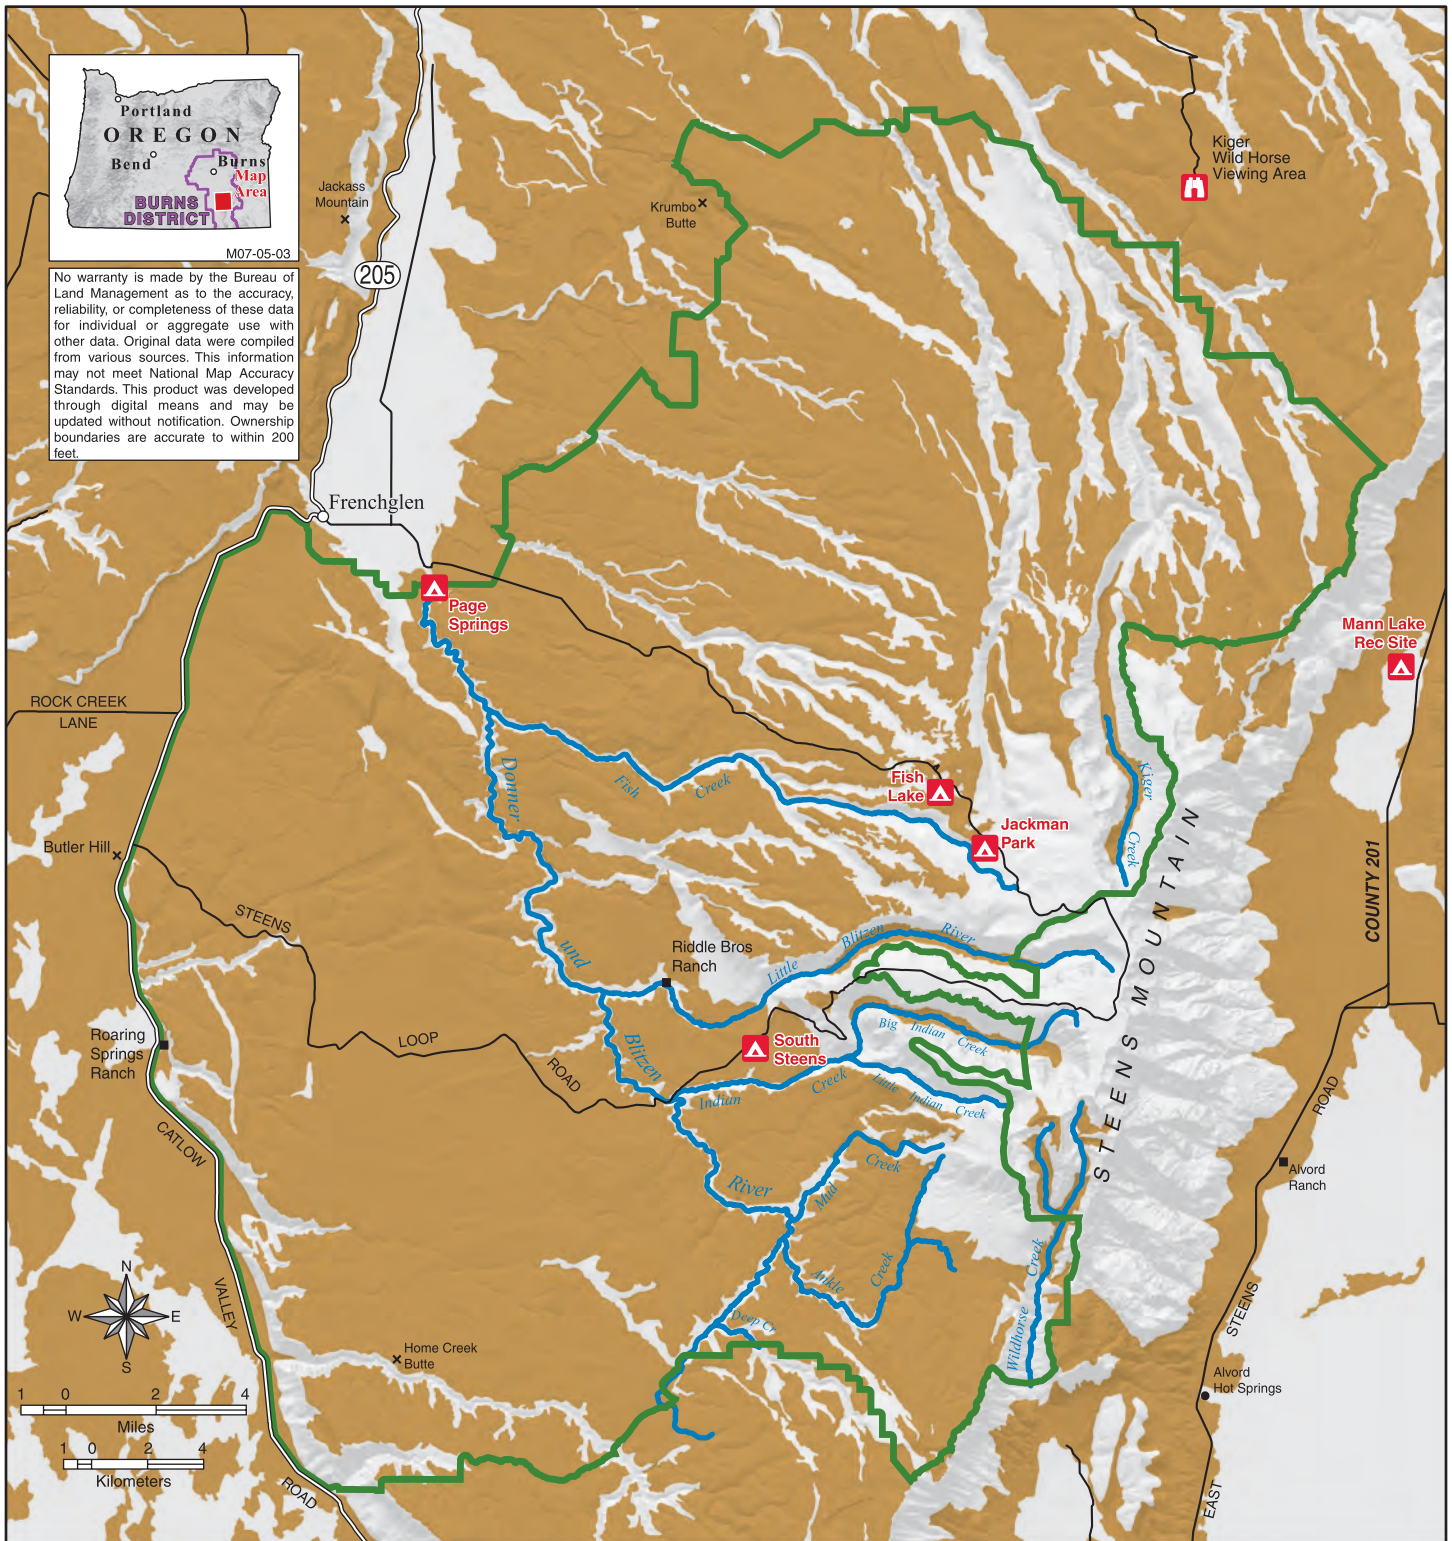 Portland
OREGON
Bend
Burns
Map
Area
BURNS
DISTRICT
M07-05-03
No warranty is made by the Bureau of
Land Management as to the accuracy,
reliability, or completeness of these data
for individual or aggregate use with
other data. Original data were compiled
from various sources. This information
may not meet National Map Accuracy
Standards. This product was developed
through digital means and may be
updated without notification. Ownership
boundaries are accurate to within 200
feet.
Jackass
Mountain
205
Krumbo
Butte
Kiger
Wild Horse
Viewing Area
Frenchglen
Page
Springs
Mann Lake
Rec Site
ROCK CREEK
LANE
Donner
Fish
Creek
Fish
Lake
Kiger
Creek
Jackman
Park
Butler Hill
COUNTY 201
STEENS
und
Riddle Bros
Ranch
Little
Blitzen
River
STEENS MOUNTAIN
Roaring
Springs
Ranch
LOOP
ROAD
Blitzen
South
Steens
Big Indian Creek
Indian
Creek
Little Indian Creek
ROAD
CATLOW
River
Mud
Creek
Alvord
Ranch
Ankle
Creek
Creek
Wildhorse
N
W
E
S
VALLEY
Deep Cr
STEENS
Home Creek
Butte
Alvord
Hot Springs
1 0 2 4
Miles
1 0 2 4
Kilometers
ROAD
EAST